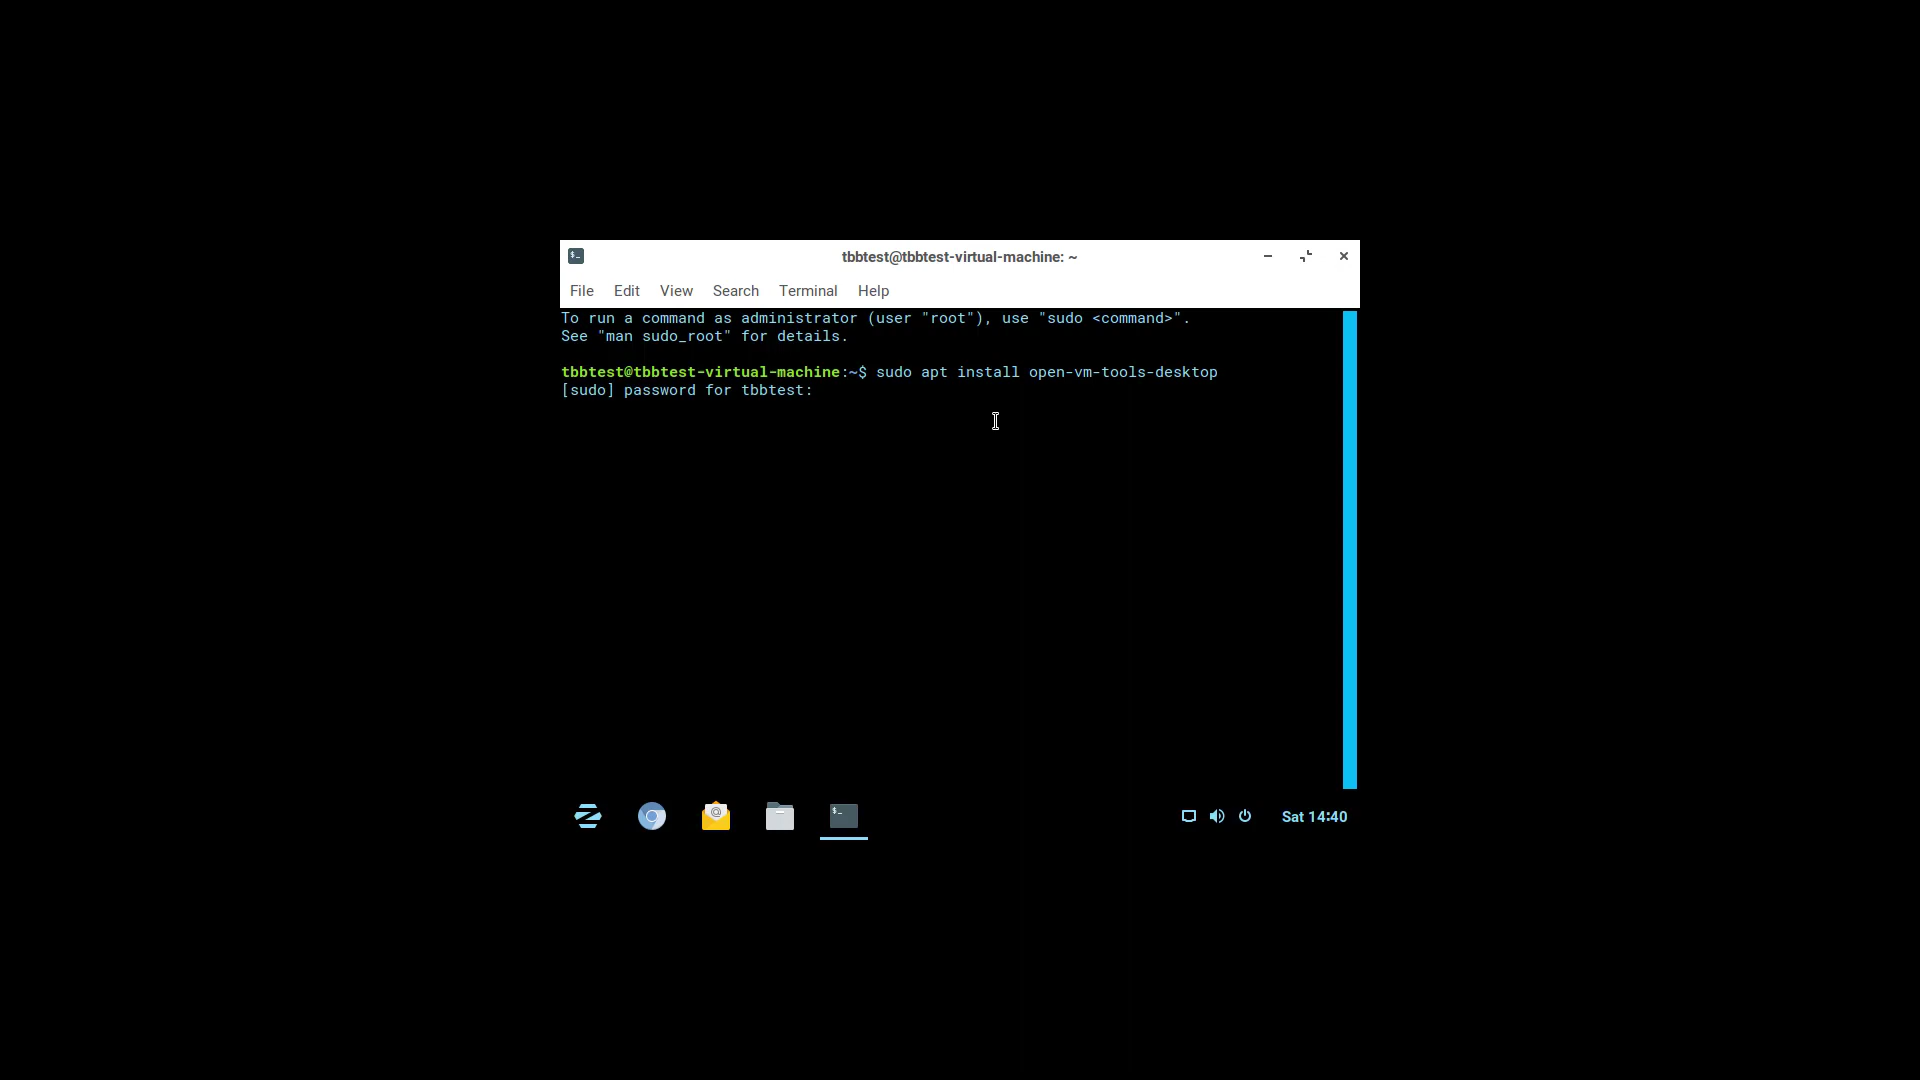 tbbtest@tbbtest-virtual-machine: ~
File Edit View Search Terminal Help
To run a command as administrator (user "root"), use "sudo <command>".
See "man sudo_root" for details.
tbbtest@tbbtest-virtual-machine:~$ sudo apt install open-vm-tools-desktop
[sudo] password for tbbtest:
Sat 14:40